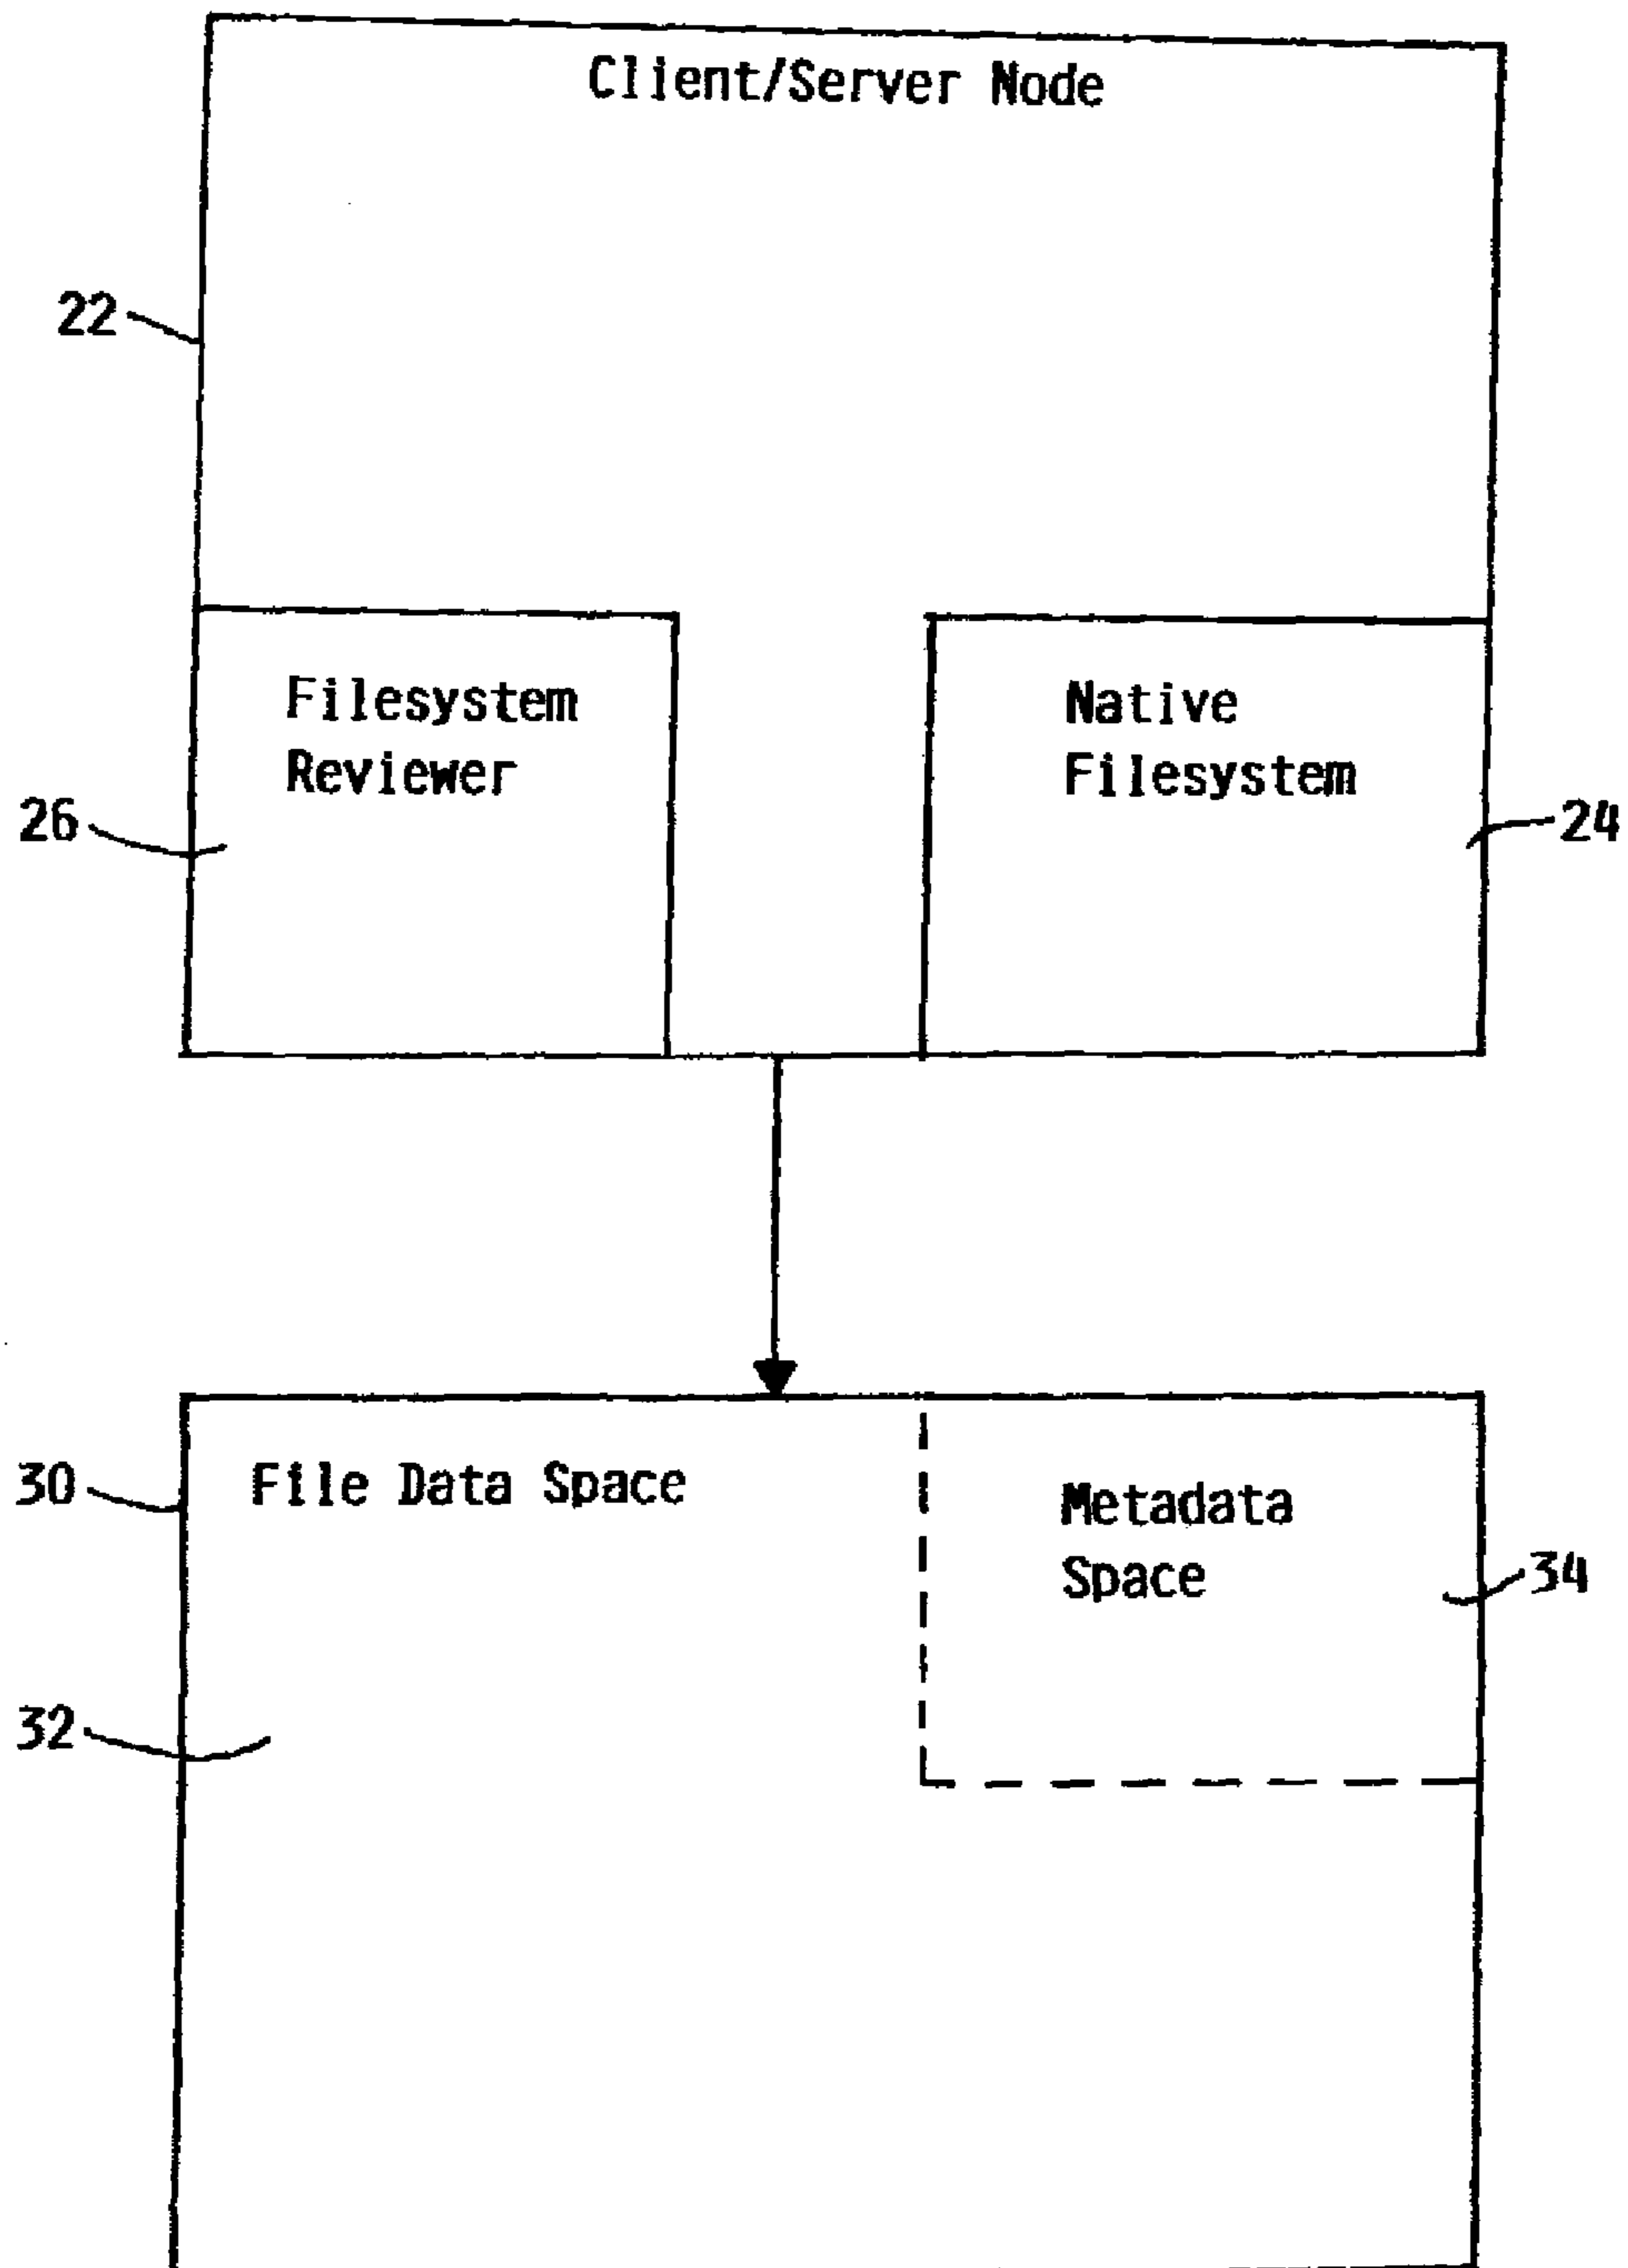 Client/Server Node
22
Filesystem
Reviewer
Native
Filesystem
26
24
30
File Data Space
Metadata
Space
34
32